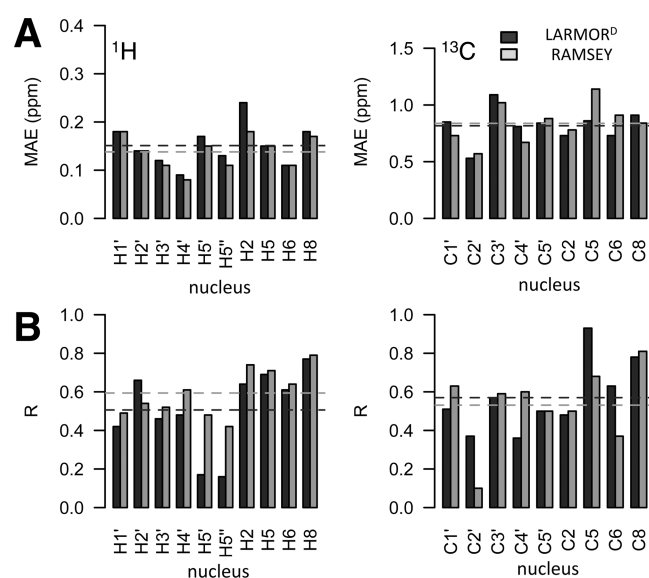 A
0.4
0.3
0.2
0.1
0.0
MAE (ppm)
¹H
H1' H2' H3' H4' H5' H5" H2 H5 H6 H8
nucleus
1.5
1.0
0.5
0.0
MAE (ppm)
¹³C
LARMORᴰ
RAMSEY
C1' C2' C3' C4' C5' C2 C5 C6 C8
nucleus
B
1.0
0.8
0.6
0.4
0.2
0.0
R
H1' H2' H3' H4' H5' H5" H2 H5 H6 H8
nucleus
1.0
0.8
0.6
0.4
0.2
0.0
R
C1' C2' C3' C4' C5' C2 C5 C6 C8
nucleus